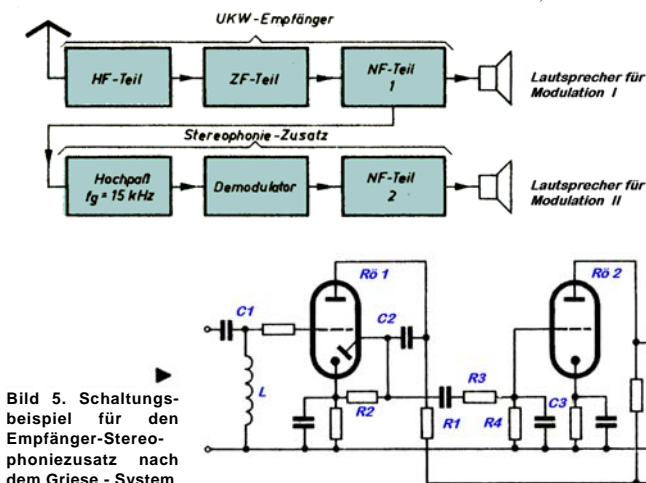 UKW-Empfänger
HF-Teil
ZF-Teil
NF-Teil
1
Lautsprecher für
Modulation I
Stereophonie-Zusatz
Hochpaß
fg = 15 kHz
Demodulator
NF-Teil
2
Lautsprecher für
Modulation II
Rö 1
Rö 2
C1
C2
L
R2
R3
R1
R4
C3
Bild 5. Schaltungs-
beispiel für den
Empfänger-Stereo-
phoniezusatz nach
dem Griese - System